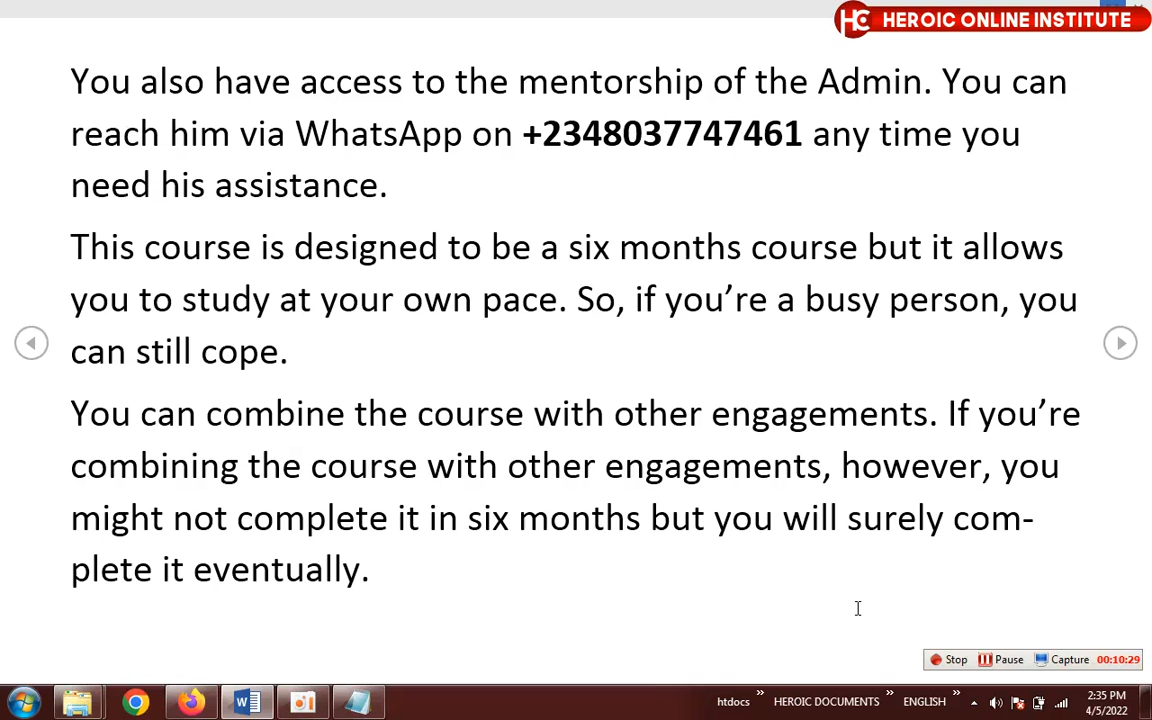 HC HEROIC ONLINE INSTITUTE
You also have access to the mentorship of the Admin. You can
reach him via WhatsApp on +2348037747461 any time you
need his assistance.
This course is designed to be a six months course but it allows
you to study at your own pace. So, if you’re a busy person, you
can still cope.
You can combine the course with other engagements. If you’re
combining the course with other engagements, however, you
might not complete it in six months but you will surely com-
plete it eventually.
Stop Pause Capture 00:10:29
htdocs » HEROIC DOCUMENTS » ENGLISH » 2:35 PM
4/5/2022